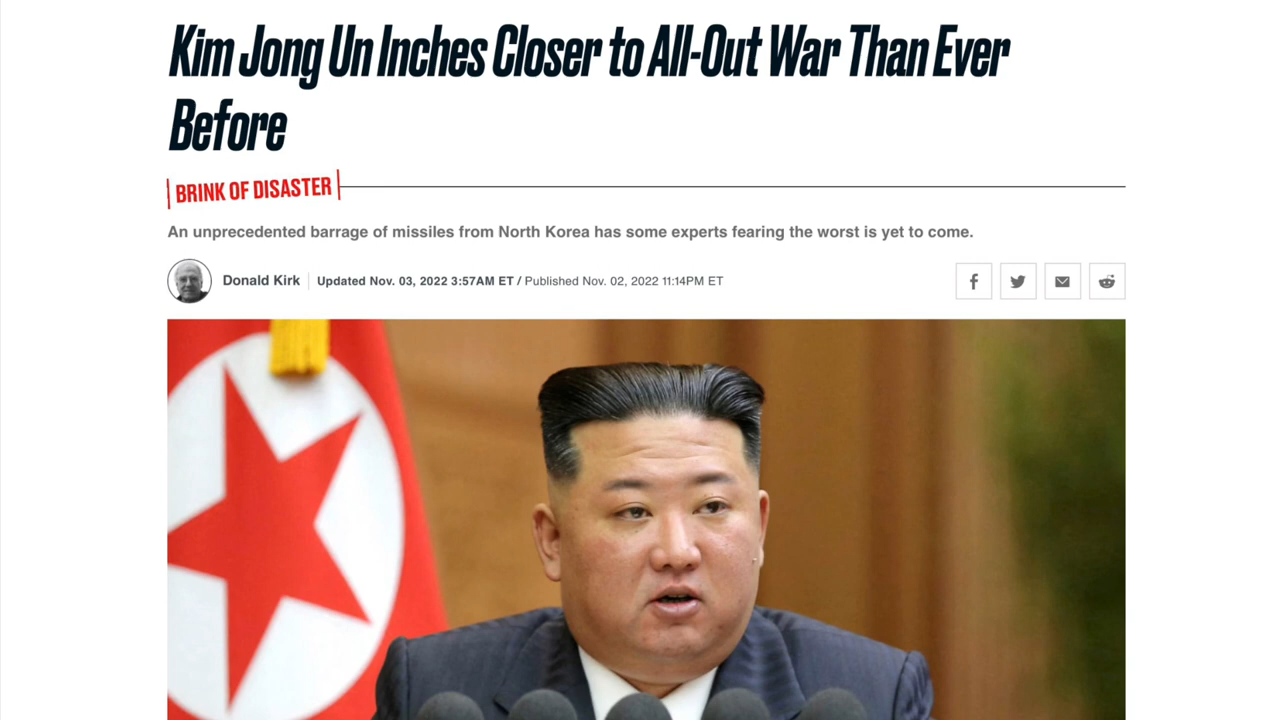 Kim Jong Un Inches Closer to All-Out War Than Ever
Before
BRINK OF DISASTER
An unprecedented barrage of missiles from North Korea has some experts fearing the worst is yet to come.
Donald Kirk Updated Nov. 03, 2022 3:57AM ET / Published Nov. 02, 2022 11:14PM ET